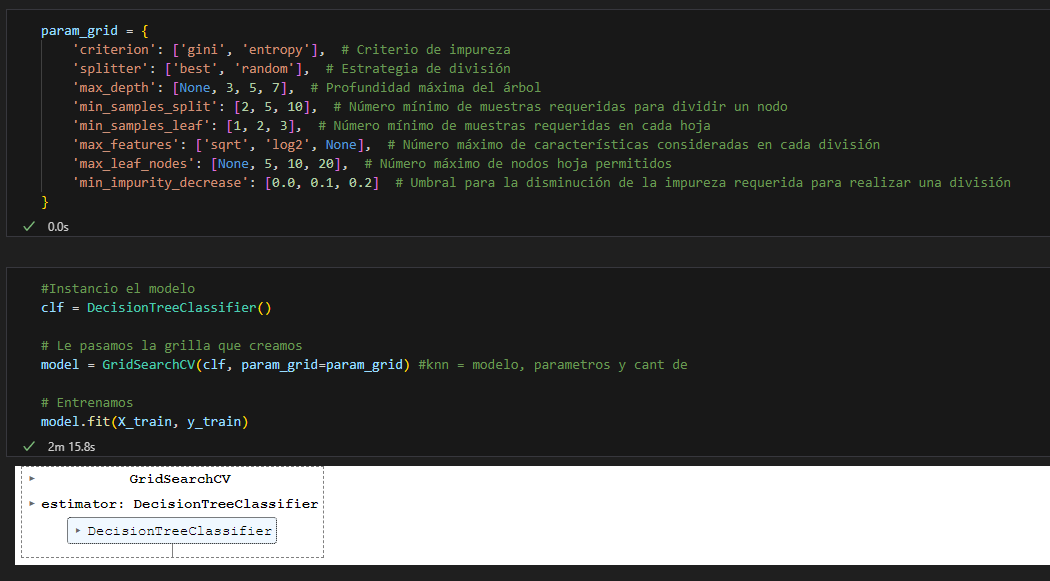 param_grid = {
    'criterion': ['gini', 'entropy'],  # Criterio de impureza
    'splitter': ['best', 'random'],  # Estrategia de división
    'max_depth': [None, 3, 5, 7],  # Profundidad máxima del árbol
    'min_samples_split': [2, 5, 10],  # Número mínimo de muestras requeridas para dividir un nodo
    'min_samples_leaf': [1, 2, 3],  # Número mínimo de muestras requeridas en cada hoja
    'max_features': ['sqrt', 'log2', None],  # Número máximo de características consideradas en cada división
    'max_leaf_nodes': [None, 5, 10, 20],  # Número máximo de nodos hoja permitidos
    'min_impurity_decrease': [0.0, 0.1, 0.2]  # Umbral para la disminución de la impureza requerida para realizar una división
}
0.0s
#Instancio el modelo
clf = DecisionTreeClassifier()
# Le pasamos la grilla que creamos
model = GridSearchCV(clf, param_grid=param_grid) #knn = modelo, parametros y cant de
# Entrenamos
model.fit(X_train, y_train)
2m 15.8s
GridSearchCV
estimator: DecisionTreeClassifier
DecisionTreeClassifier